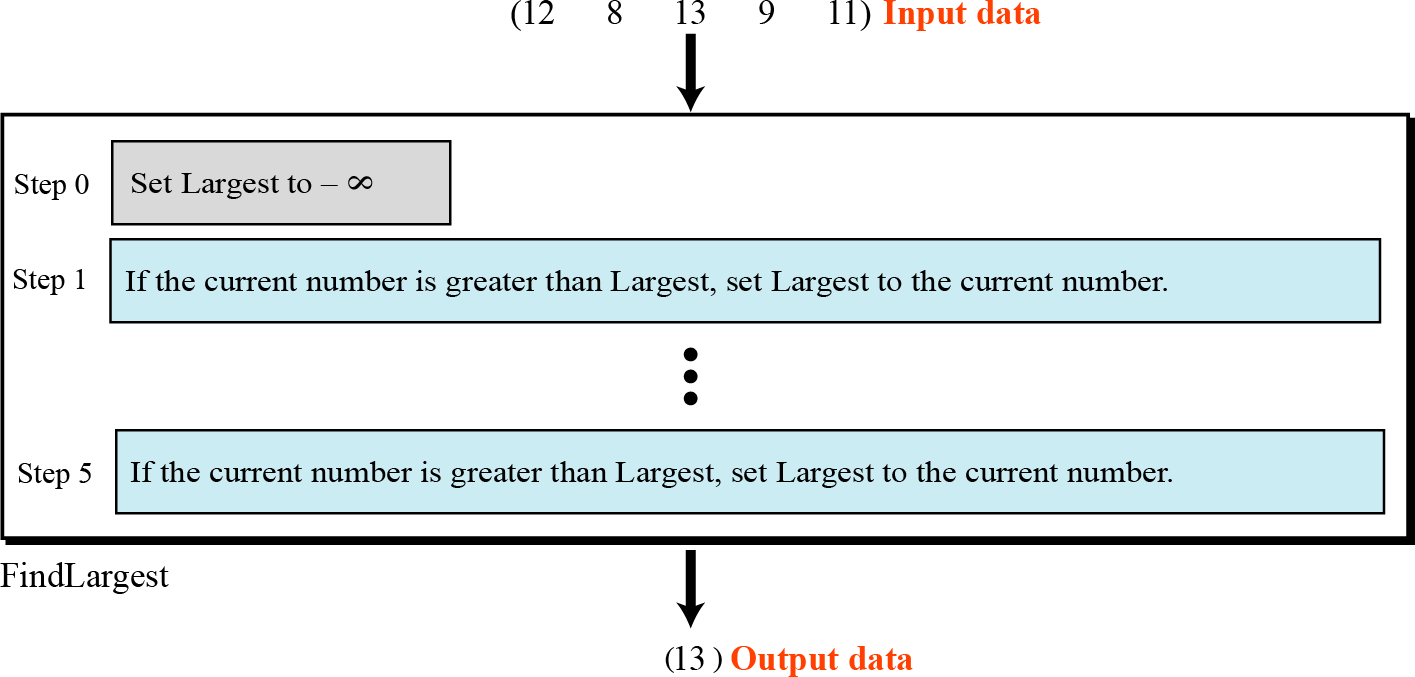 (12 8 13 9 11) Input data
Step 0 Set Largest to – ∞
Step 1 If the current number is greater than Largest, set Largest to the current number.
Step 5 If the current number is greater than Largest, set Largest to the current number.
FindLargest
(13 ) Output data